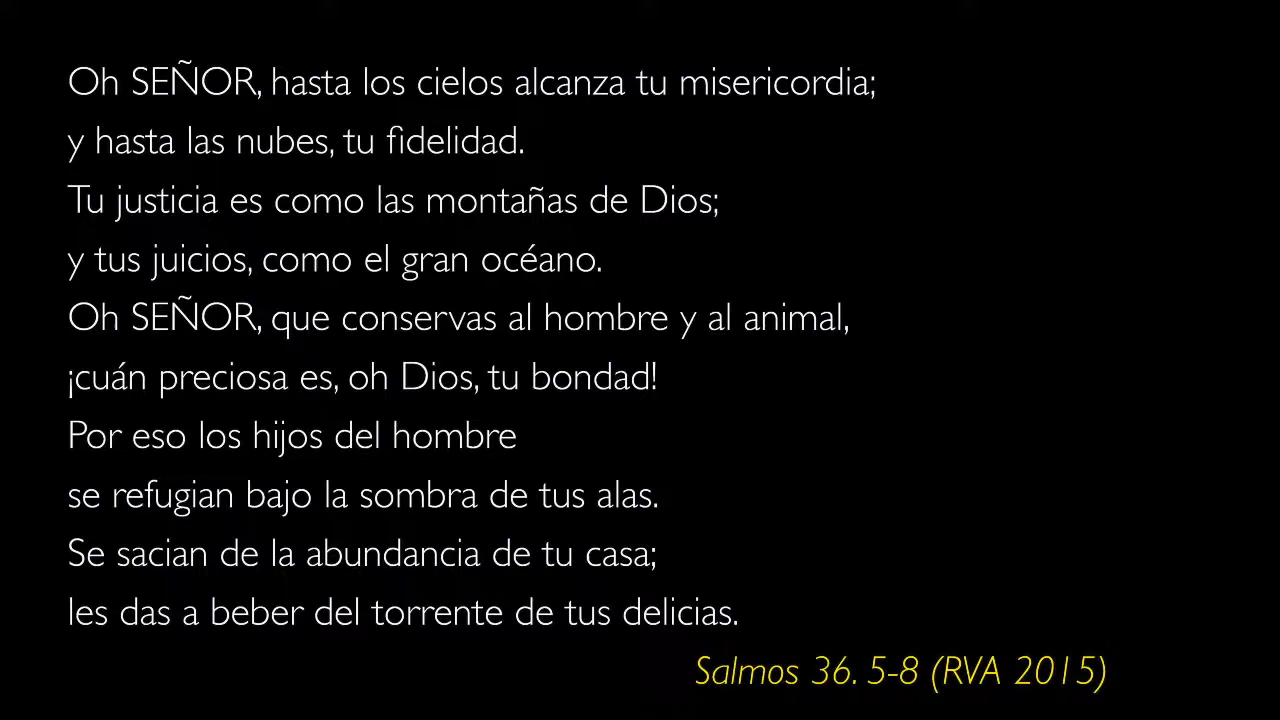 Oh SEÑOR, hasta los cielos alcanza tu misericordia;
y hasta las nubes, tu fidelidad.
Tu justicia es como las montañas de Dios;
y tus juicios, como el gran océano.
Oh SEÑOR, que conservas al hombre y al animal,
¡cuán preciosa es, oh Dios, tu bondad!
Por eso los hijos del hombre
se refugian bajo la sombra de tus alas.
Se sacian de la abundancia de tu casa;
les das a beber del torrente de tus delicias.
Salmos 36. 5-8 (RVA 2015)